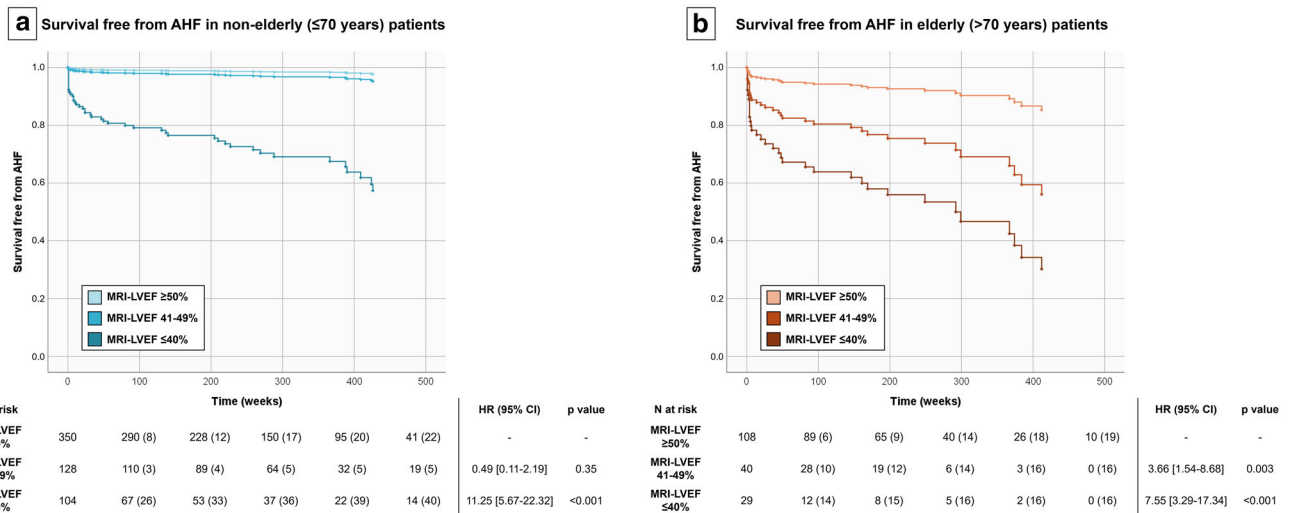 a Survival free from AHF in non-elderly (≤70 years) patients
Survival free from AHF
1.0
0.8
0.6
0.4
0.2
0.0
MRI-LVEF ≥50%
MRI-LVEF 41-49%
MRI-LVEF ≤40%
0 100 200 300 400 500
Time (weeks)
risk HR (95% CI) p value
350 290 (8) 228 (12) 150 (17) 95 (20) 41 (22) - -
128 110 (3) 89 (4) 64 (5) 32 (5) 19 (5) 0.49 [0.11-2.19] 0.35
104 67 (26) 53 (33) 37 (36) 22 (39) 14 (40) 11.25 [5.67-22.32] <0.001
b Survival free from AHF in elderly (>70 years) patients
Survival free from AHF
1.0
0.8
0.6
0.4
0.2
0.0
MRI-LVEF ≥50%
MRI-LVEF 41-49%
MRI-LVEF ≤40%
0 100 200 300 400 500
Time (weeks)
N at risk HR (95% CI) p value
MRI-LVEF
≥50% 108 89 (6) 65 (9) 40 (14) 26 (18) 10 (19) - -
MRI-LVEF
41-49% 40 28 (10) 19 (12) 6 (14) 3 (16) 0 (16) 3.66 [1.54-8.68] 0.003
MRI-LVEF
≤40% 29 12 (14) 8 (15) 5 (16) 2 (16) 0 (16) 7.55 [3.29-17.34] <0.001